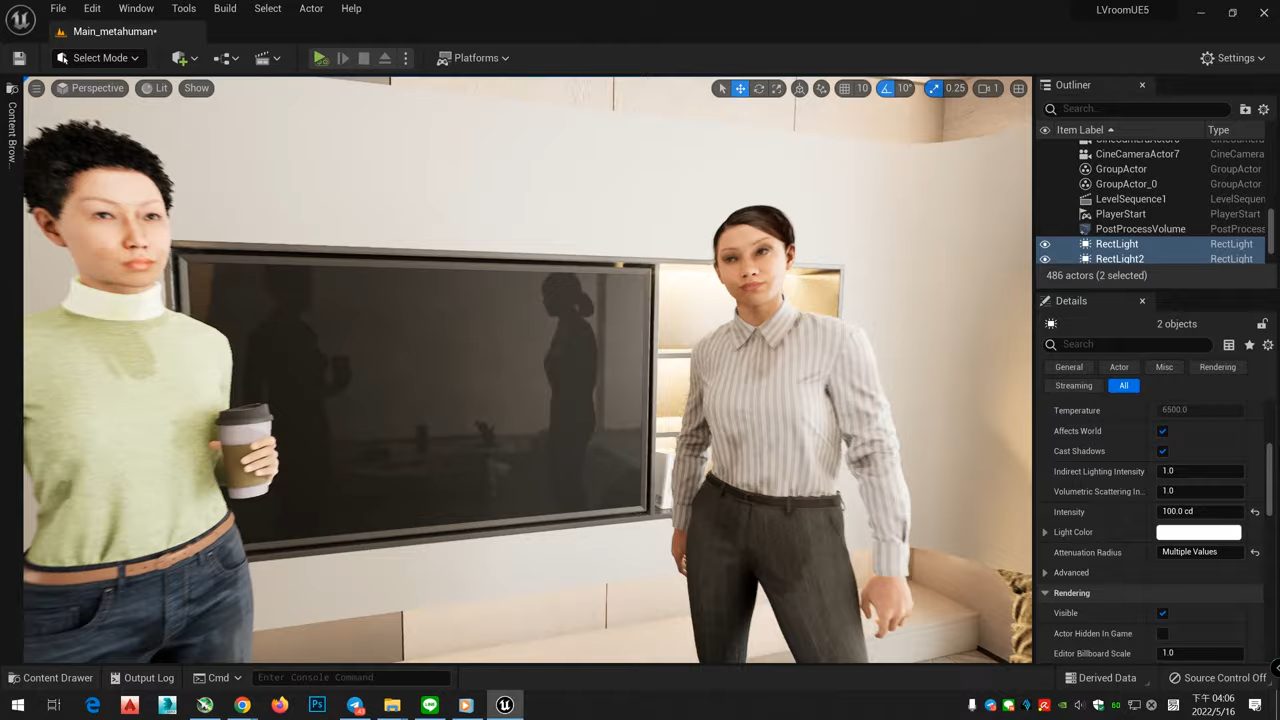 File Edit Window Tools Build Select Actor Help
LVroomUE5
Main_metahuman*
Select Mode
Platforms
Settings
Perspective Lit Show
10 10° 0.25 1
Content Brow...
Outliner
Search...
Item Label Type
CineCameraActor7 CineCamera
GroupActor GroupActor
GroupActor_0 GroupActor
LevelSequence1 LevelSequen
PlayerStart PlayerStart
PostProcessVolume PostProcess
RectLight RectLight
RectLight2 RectLight
486 actors (2 selected)
Details
2 objects
Search
General Actor Misc Rendering
Streaming All
Temperature 6500.0
Affects World
Cast Shadows
Indirect Lighting Intensity 1.0
Volumetric Scattering In... 1.0
Intensity 100.0 cd
Light Color
Attenuation Radius Multiple Values
Advanced
Rendering
Visible
Actor Hidden In Game
Editor Billboard Scale 1.0
Content Drawer Output Log Cmd Enter Console Command
Derived Data Source Control Off
下午 04:06
2022/5/16